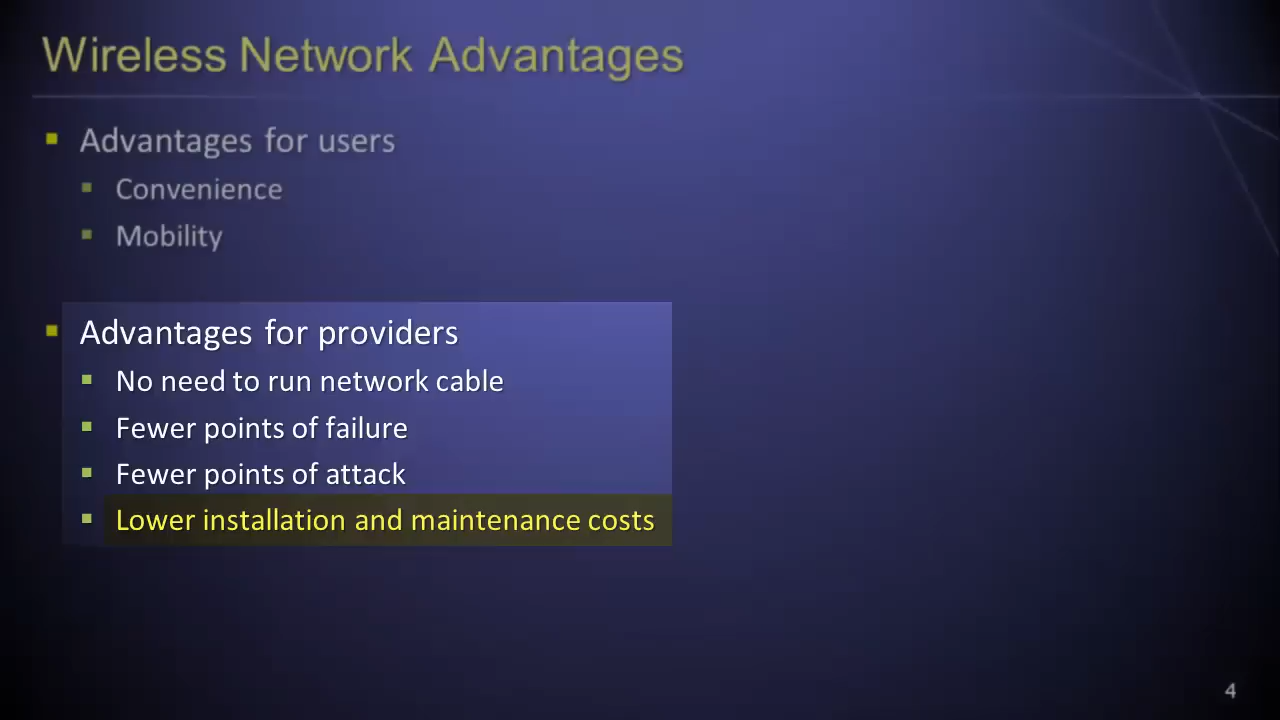 Wireless Network Advantages
Advantages for users
Convenience
Mobility
Advantages for providers
No need to run network cable
Fewer points of failure
Fewer points of attack
Lower installation and maintenance costs
4